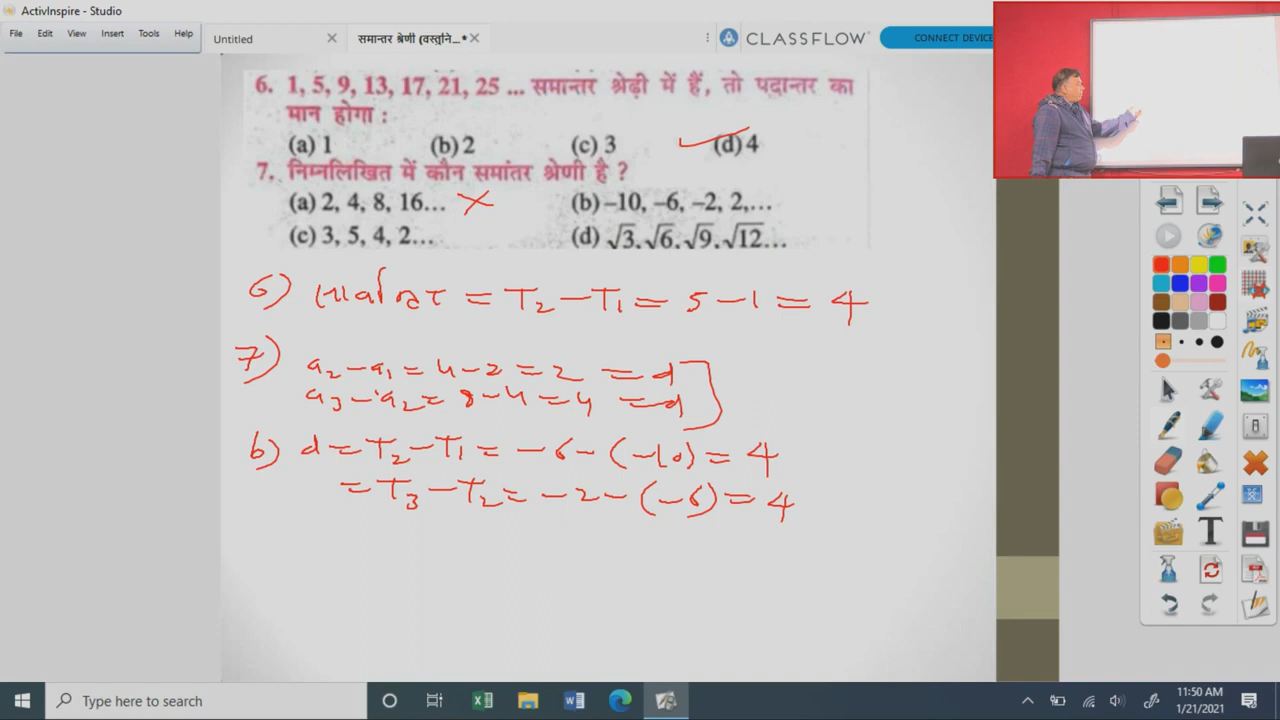 ActivInspire - Studio
File Edit View Insert Tools Help
Untitled
समान्तर श्रेणी (वस्तुनि...*
CLASSFLOW
CONNECT DEVICE
6. 1, 5, 9, 13, 17, 21, 25 ... समान्तर श्रेढ़ी में हैं, तो पदान्तर का
मान होगा :
(a) 1 (b) 2 (c) 3 (d) 4
7. निम्नलिखित में कौन समांतर श्रेणी है ?
(a) 2, 4, 8, 16... (b) –10, –6, –2, 2,...
(c) 3, 5, 4, 2... (d) √3, √6, √9, √12...
6) = T₂ – T₁ = 5 – 1 = 4
7) a₂ – a₁ = 4 – 2 = 2 = d
a₃ – a₂ = 8 – 4 = 4 = d
b) d = T₂ – T₁ = – 6 – (–10) = 4
= T₃ – T₂ = – 2 – (–6) = 4
Type here to search
11:50 AM
1/21/2021